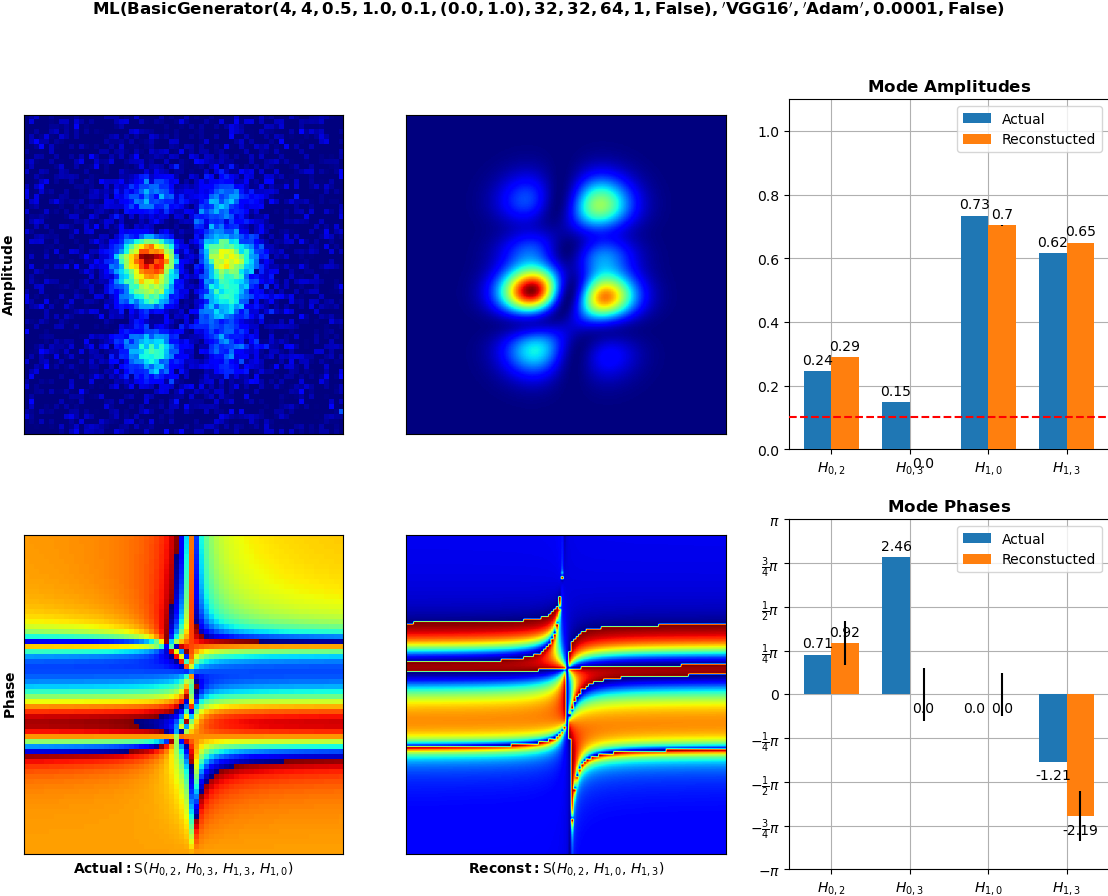 ML(BasicGenerator(4, 4, 0.5, 1.0, 0.1, (0.0, 1.0), 32, 32, 64, 1, False), ′VGG16′, ′Adam′, 0.0001, False)
Amplitude
Mode Amplitudes
Actual
Reconstucted
1.0
0.8
0.6
0.4
0.2
0.0
0.24
0.29
0.15
0.0
0.73
0.7
0.62
0.65
H0,2
H0,3
H1,0
H1,3
Phase
Actual: S(H0,2, H0,3, H1,3, H1,0)
Reconst: S(H0,2, H1,0, H1,3)
Mode Phases
Actual
Reconstucted
π
3/4π
1/2π
1/4π
0
−1/4π
−1/2π
−3/4π
−π
0.71
0.92
2.46
0.0
0.0
0.0
-1.21
-2.19
H0,2
H0,3
H1,0
H1,3